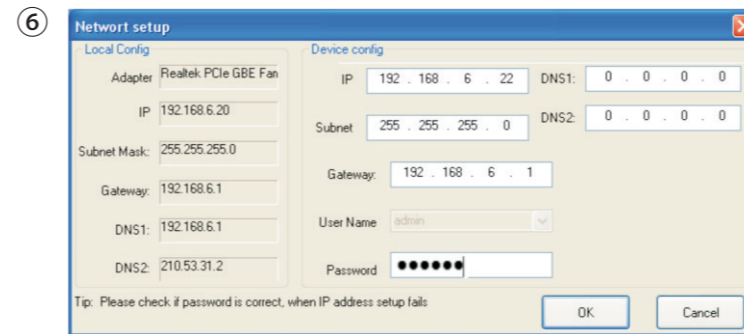 ⑥
Networt setup
Local Config
Adapter Realtek PCIe GBE Fan
IP 192.168.6.20
Subnet Mask: 255.255.255.0
Gateway: 192.168.6.1
DNS1: 192.168.6.1
DNS2: 210.53.31.2
Device config
IP 192 . 168 . 6 . 22 DNS1: 0 . 0 . 0 . 0
Subnet 255 . 255 . 255 . 0 DNS2: 0 . 0 . 0 . 0
Gateway: 192 . 168 . 6 . 1
User Name admin
Password ●●●●●●
Tip: Please check if password is correct, when IP address setup fails
OK Cancel